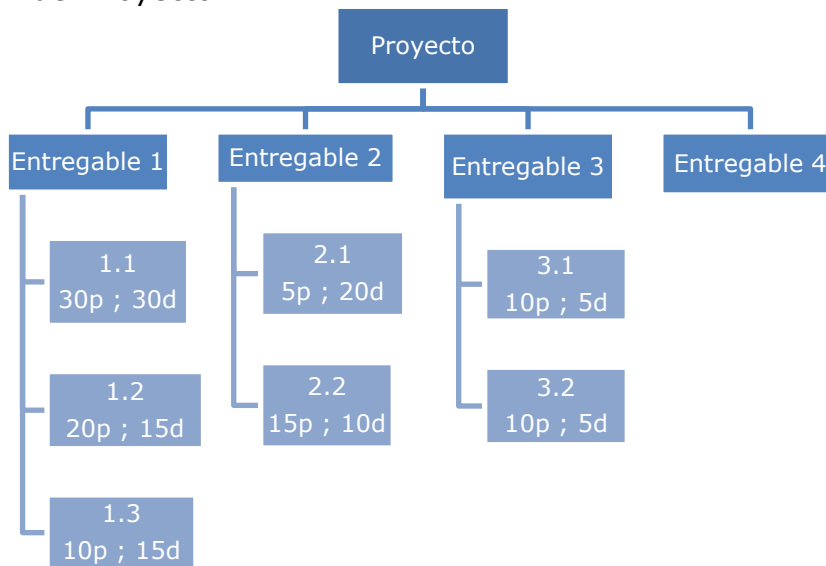 Proyecto
Entregable 1
Entregable 2
Entregable 3
Entregable 4
1.1
30p ; 30d
1.2
20p ; 15d
1.3
10p ; 15d
2.1
5p ; 20d
2.2
15p ; 10d
3.1
10p ; 5d
3.2
10p ; 5d